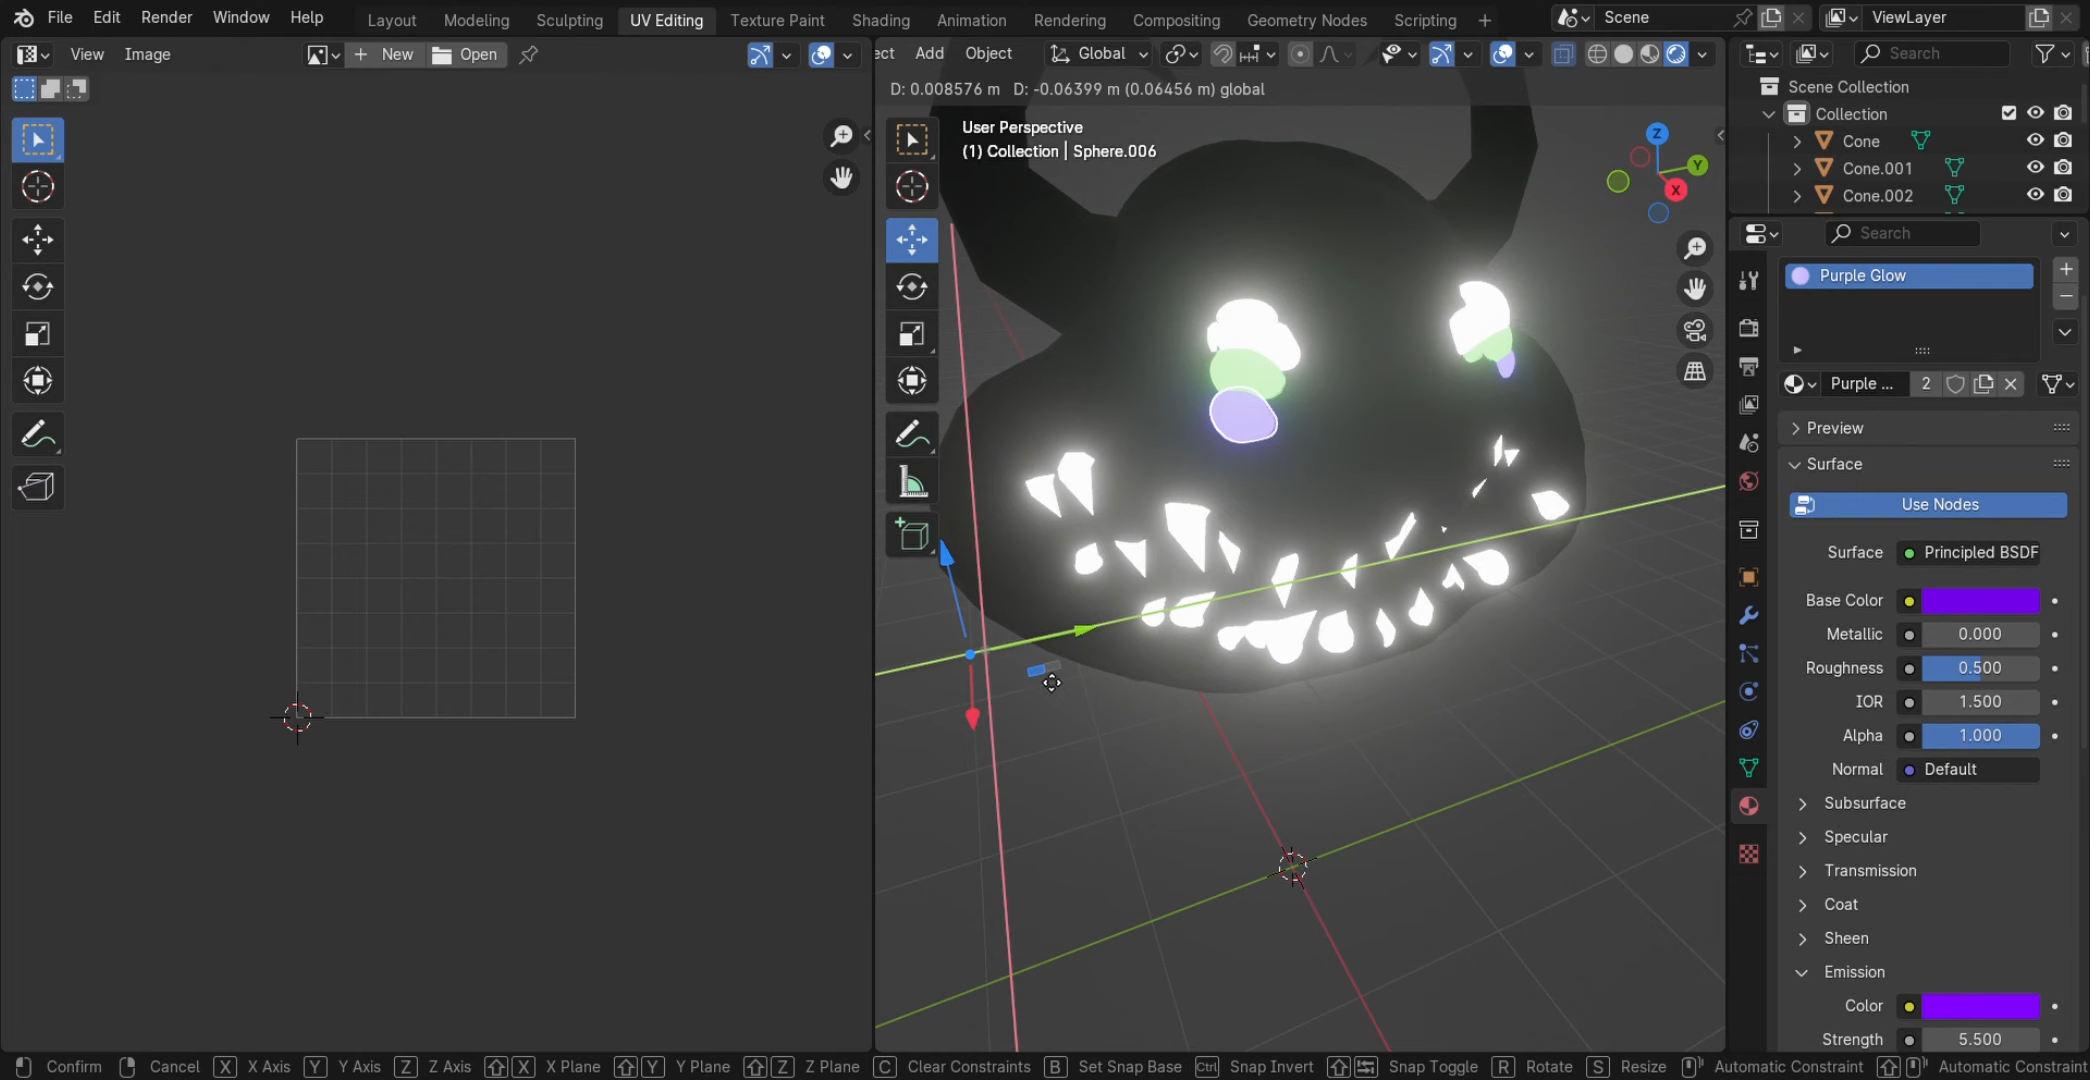 File Edit Render Window Help Layout Modeling Sculpting UV Editing Texture Paint Shading Animation Rendering Compositing Geometry Nodes Scripting + Scene ViewLayer
View Image + New Open ect Add Object Global Search
D: 0.008576 m D: -0.06399 m (0.06456 m) global
Scene Collection
Collection
User Perspective
(1) Collection | Sphere.006
Cone
Cone.001
Cone.002
Z
Y
X
Search
Purple Glow
Purple ... 2
Preview
Surface
Use Nodes
Surface Principled BSDF
Base Color
Metallic 0.000
Roughness 0.500
IOR 1.500
Alpha 1.000
Normal Default
Subsurface
Specular
Transmission
Coat
Sheen
Emission
Color
Strength 5.500
Confirm Cancel X X Axis Y Y Axis Z Z Axis X X Plane Y Y Plane Z Z Plane C Clear Constraints B Set Snap Base Ctrl Snap Invert Snap Toggle R Rotate S Resize Automatic Constraint Automatic Constraint